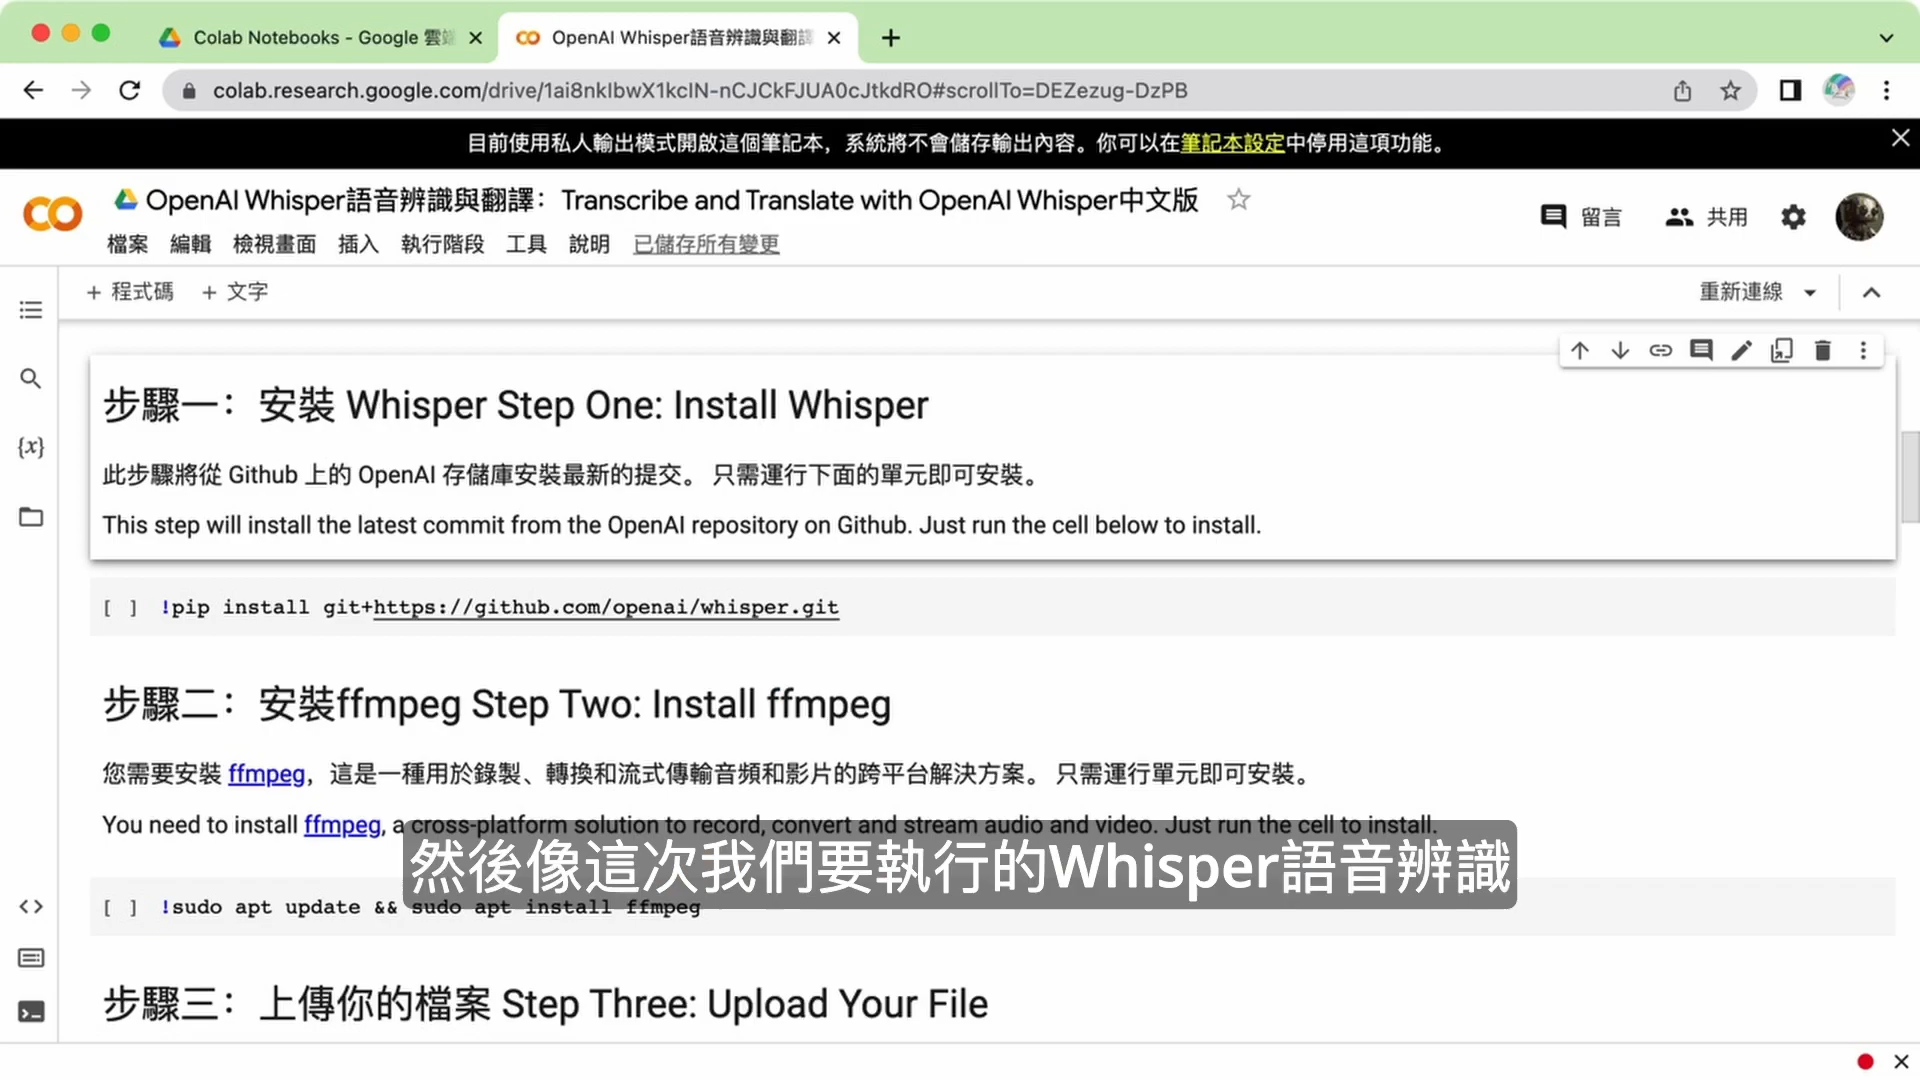 Colab Notebooks - Google 雲端
OpenAI Whisper語音辨識與翻譯
colab.research.google.com/drive/1ai8nkIbwX1kcIN-nCJCkFJUA0cJtkdRO#scrollTo=DEZezug-DzPB
目前使用私人輸出模式開啟這個筆記本，系統將不會儲存輸出內容。你可以在筆記本設定中停用這項功能。
OpenAI Whisper語音辨識與翻譯：Transcribe and Translate with OpenAI Whisper中文版
留言 共用
檔案 編輯 檢視畫面 插入 執行階段 工具 說明 已儲存所有變更
+ 程式碼 + 文字 重新連線
步驟一：安裝 Whisper Step One: Install Whisper
此步驟將從 Github 上的 OpenAI 存儲庫安裝最新的提交。 只需運行下面的單元即可安裝。
This step will install the latest commit from the OpenAI repository on Github. Just run the cell below to install.
[ ] !pip install git+https://github.com/openai/whisper.git
步驟二：安裝ffmpeg Step Two: Install ffmpeg
您需要安裝 ffmpeg，這是一種用於錄製、轉換和流式傳輸音頻和影片的跨平台解決方案。 只需運行單元即可安裝。
You need to install ffmpeg, a cross-platform solution to record, convert and stream audio and video. Just run the cell to install.
然後像這次我們要執行的Whisper語音辨識
[ ] !sudo apt update && sudo apt install ffmpeg
步驟三：上傳你的檔案 Step Three: Upload Your File